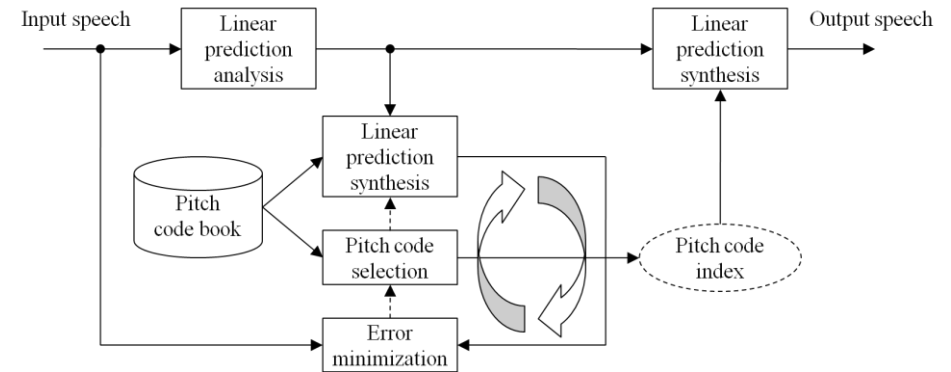 Input speech
Linear
prediction
analysis
Linear
prediction
synthesis
Output speech
Linear
prediction
synthesis
Pitch
code book
Pitch code
selection
Pitch code
index
Error
minimization